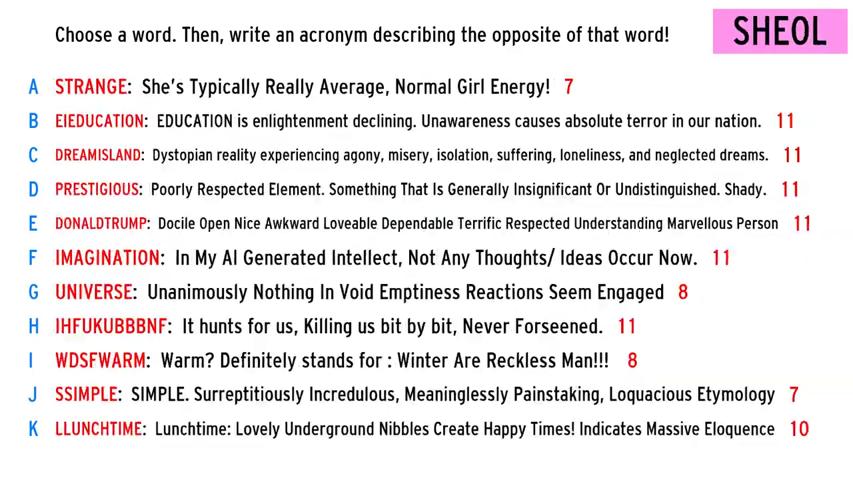 Choose a word. Then, write an acronym describing the opposite of that word!
SHEOL
A STRANGE: She's Typically Really Average, Normal Girl Energy! 7
B EIEDUCATION: EDUCATION is enlightenment declining. Unawareness causes absolute terror in our nation. 11
C DREAMISLAND: Dystopian reality experiencing agony, misery, isolation, suffering, loneliness, and neglected dreams. 11
D PRESTIGIOUS: Poorly Respected Element. Something That Is Generally Insignificant Or Undistinguished. Shady. 11
E DONALDTRUMP: Docile Open Nice Awkward Loveable Dependable Terrific Respected Understanding Marvellous Person 11
F IMAGINATION: In My AI Generated Intellect, Not Any Thoughts/ Ideas Occur Now. 11
G UNIVERSE: Unanimously Nothing In Void Emptiness Reactions Seem Engaged 8
H IHFUKUBBBNF: It hunts for us, Killing us bit by bit, Never Forseened. 11
I WDSFWARM: Warm? Definitely stands for : Winter Are Reckless Man!!! 8
J SSIMPLE: SIMPLE. Surreptitiously Incredulous, Meaninglessly Painstaking, Loquacious Etymology 7
K LLUNCHTIME: Lunchtime: Lovely Underground Nibbles Create Happy Times! Indicates Massive Eloquence 10